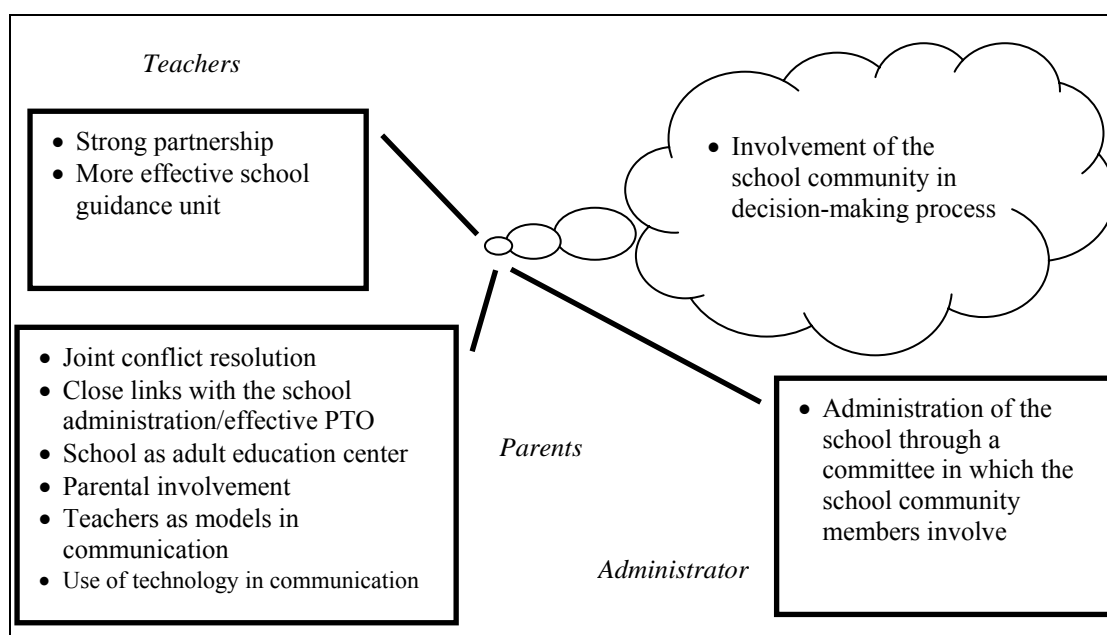 Teachers
• Strong partnership
• More effective school
guidance unit
• Involvement of the
school community in
decision-making process
• Joint conflict resolution
• Close links with the school
administration/effective PTO
• School as adult education center
• Parental involvement
• Teachers as models in
communication
• Use of technology in communication
Parents
• Administration of the
school through a
committee in which the
school community
members involve
Administrator